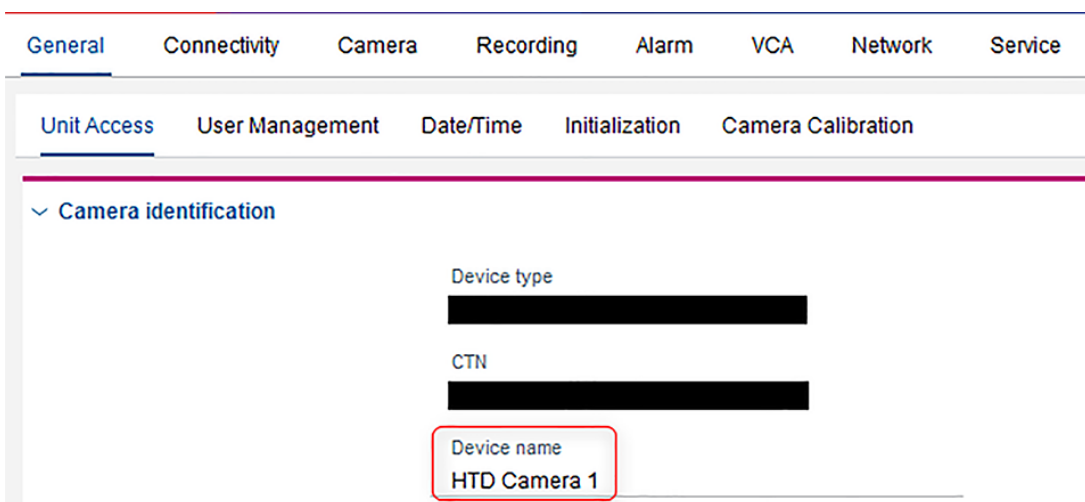 General Connectivity Camera Recording Alarm VCA Network Service
Unit Access User Management Date/Time Initialization Camera Calibration
Camera identification
Device type
CTN
Device name
HTD Camera 1